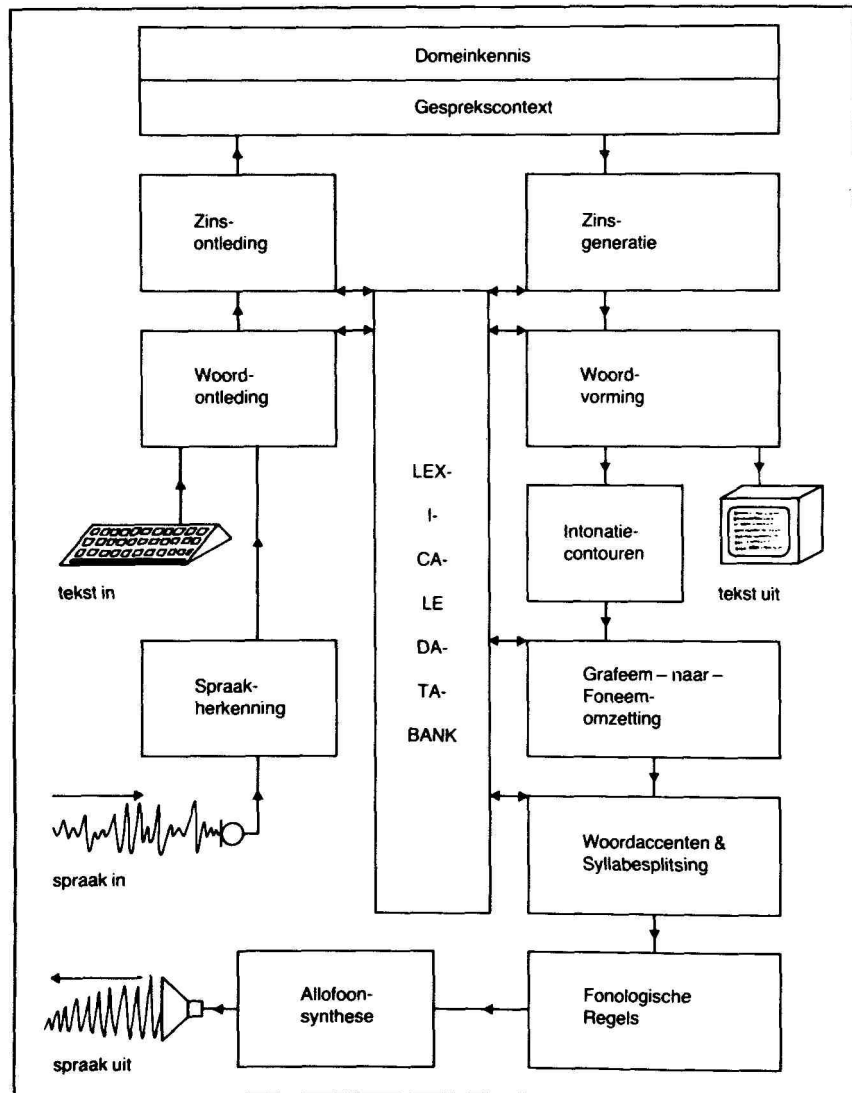 Domeinkennis
Gesprekscontext
Zins-
ontleding
Zins-
generatie
Woord-
ontleding
Woord-
vorming
LEX-
I-
CA-
LE
DA-
TA-
BANK
Intonatie-
contouren
tekst in
tekst uit
Spraak-
herkenning
Grafeem – naar –
Foneem-
omzetting
spraak in
Woordaccenten &
Syllabesplitsing
Allofoon-
synthese
Fonologische
Regels
spraak uit